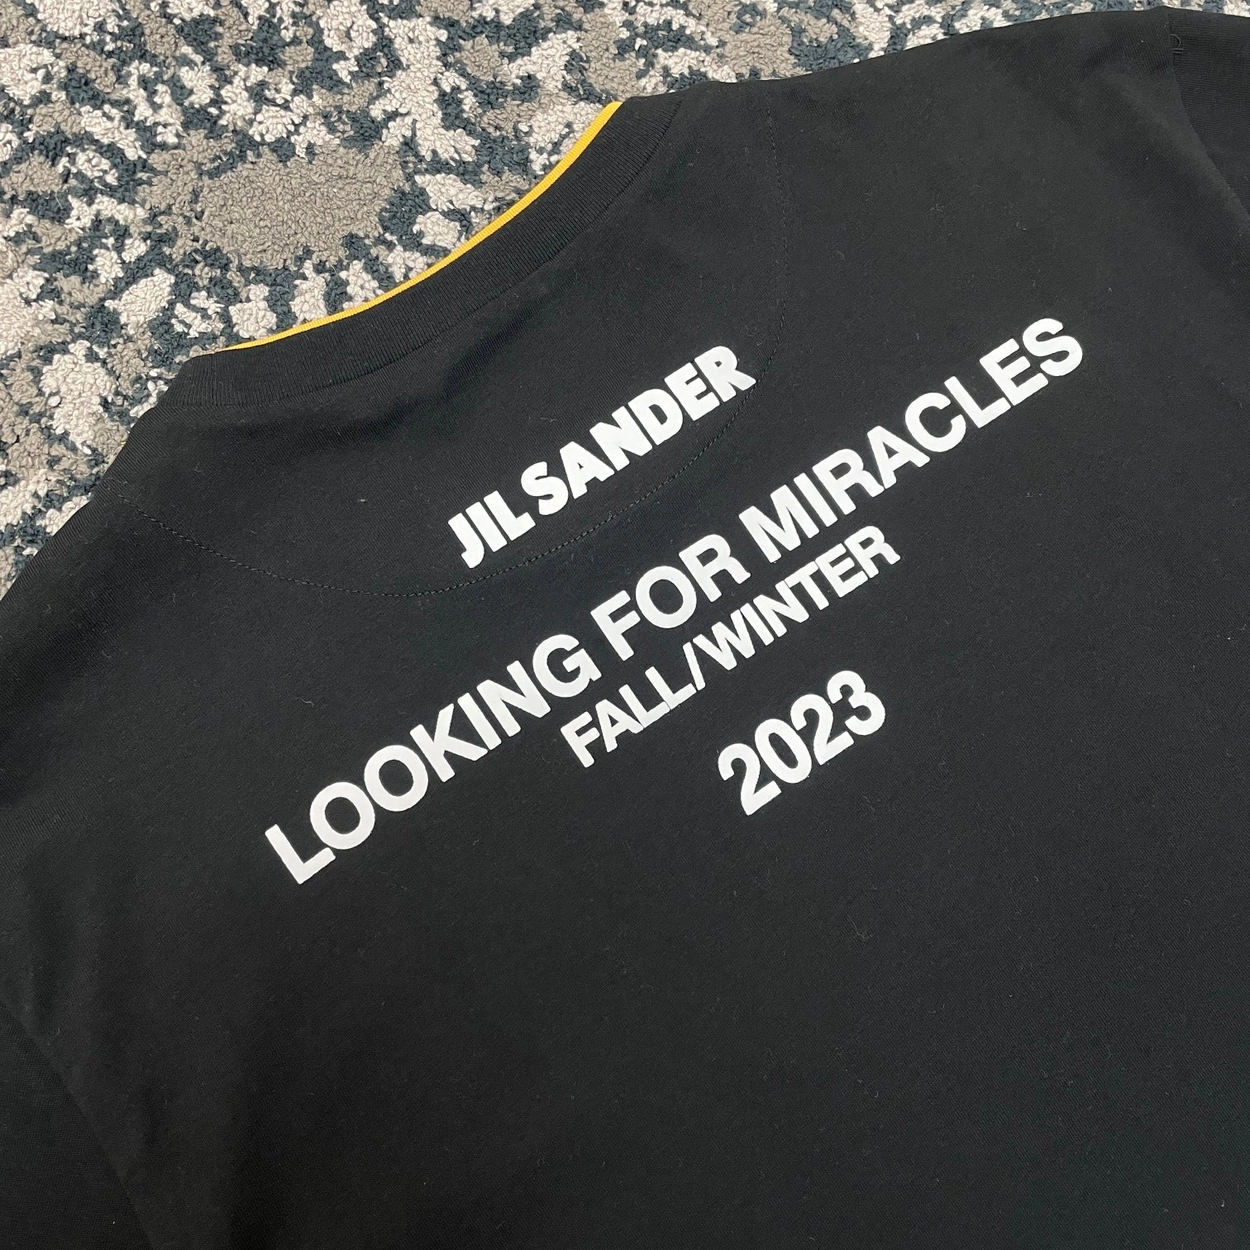 JIL SANDER
LOOKING FOR MIRACLES
FALL/WINTER
2023